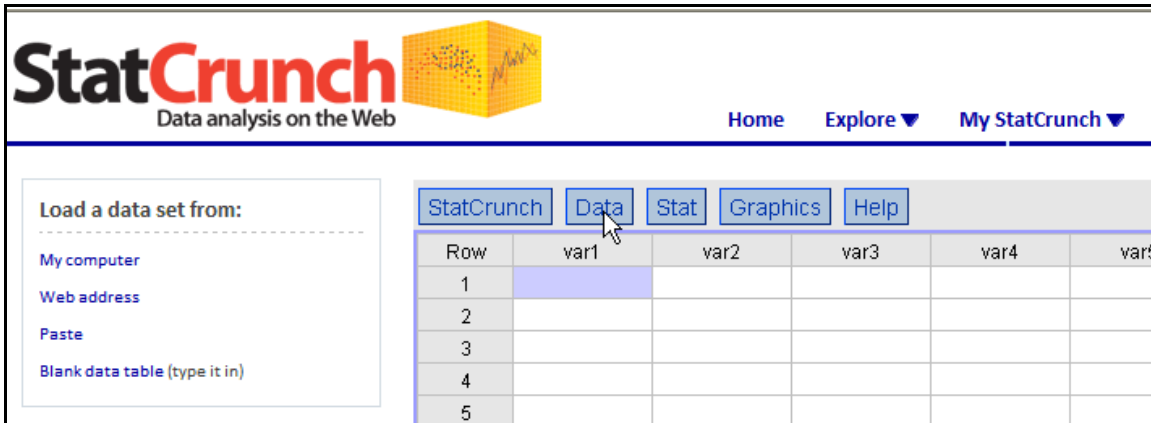 StatCrunch
Data analysis on the Web
Home Explore My StatCrunch
Load a data set from:
My computer
Web address
Paste
Blank data table (type it in)
StatCrunch Data Stat Graphics Help
Row var1 var2 var3 var4
1
2
3
4
5